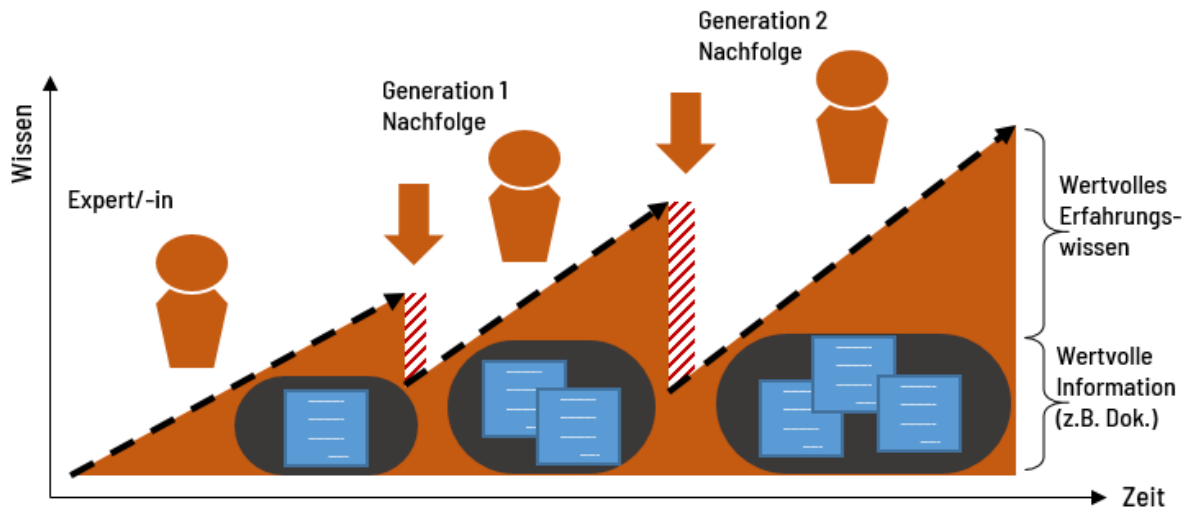 Generation 2
Nachfolge
Generation 1
Nachfolge
Wissen
Expert/-in
Wertvolles
Erfahrungs-
wissen
Wertvolle
Information
(z.B. Dok.)
Zeit